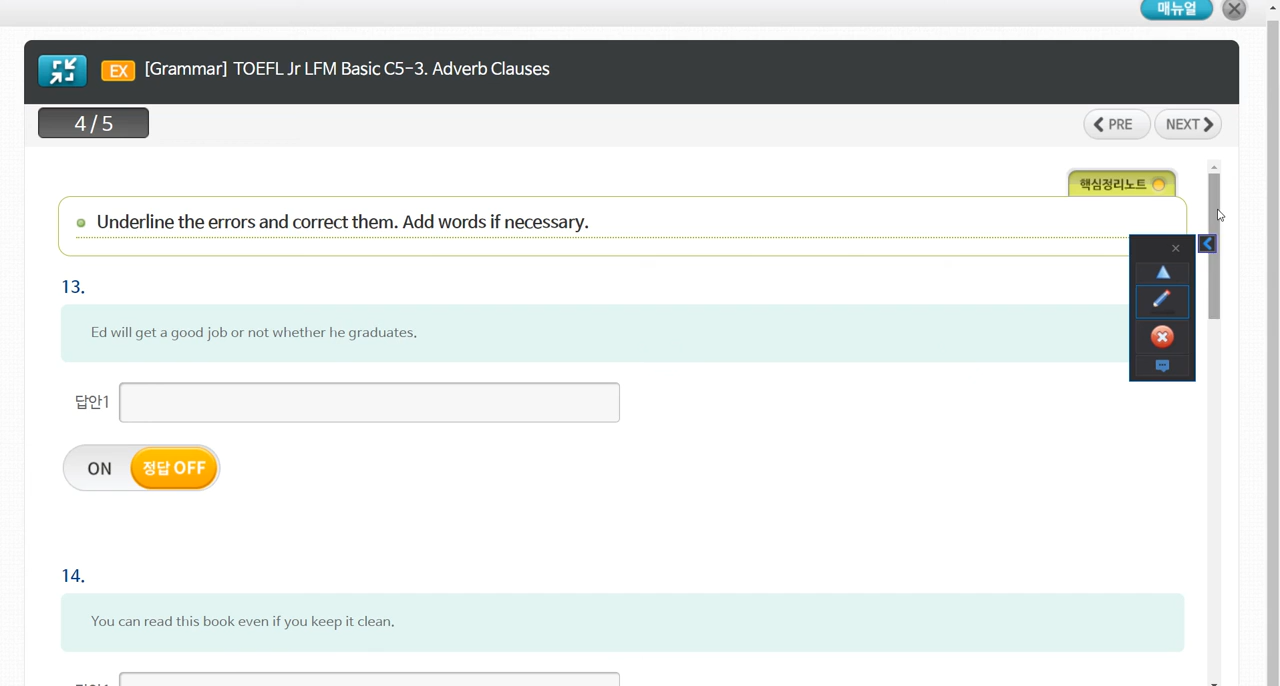 매뉴얼
EX [Grammar] TOEFL Jr LFM Basic C5-3. Adverb Clauses
4 / 5
PRE
NEXT
핵심정리노트
Underline the errors and correct them. Add words if necessary.
13.
Ed will get a good job or not whether he graduates.
답안1
ON 정답 OFF
14.
You can read this book even if you keep it clean.